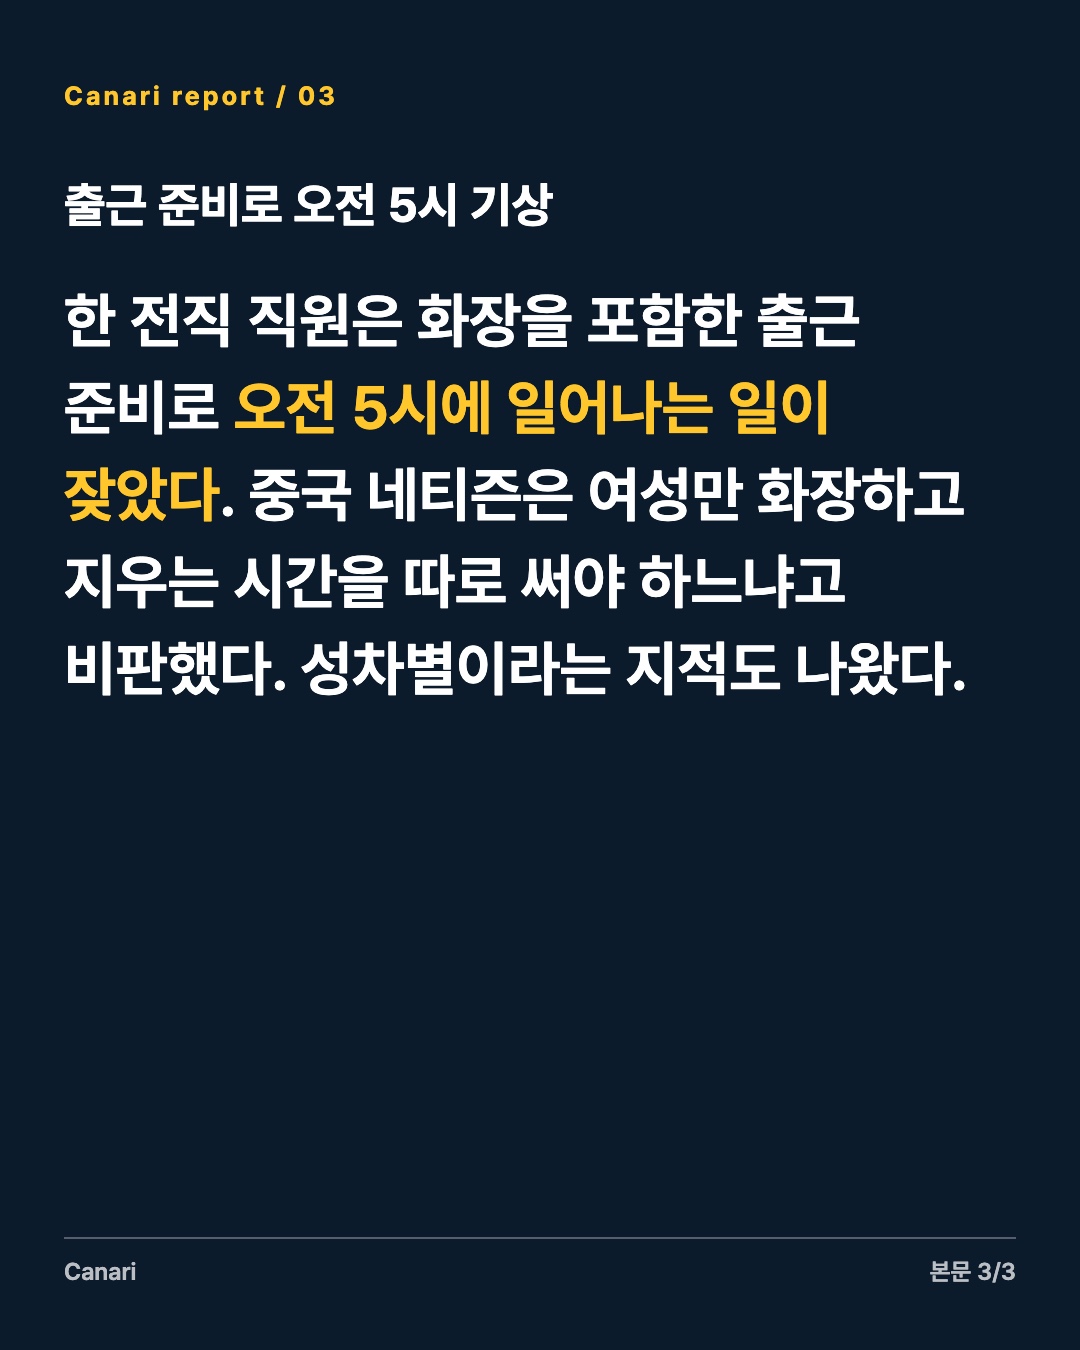 Canari report / 03
출근 준비로 오전 5시 기상
한 전직 직원은 화장을 포함한 출근
준비로 오전 5시에 일어나는 일이
잦았다. 중국 네티즌은 여성만 화장하고
지우는 시간을 따로 써야 하느냐고
비판했다. 성차별이라는 지적도 나왔다.
Canari
본문 3/3